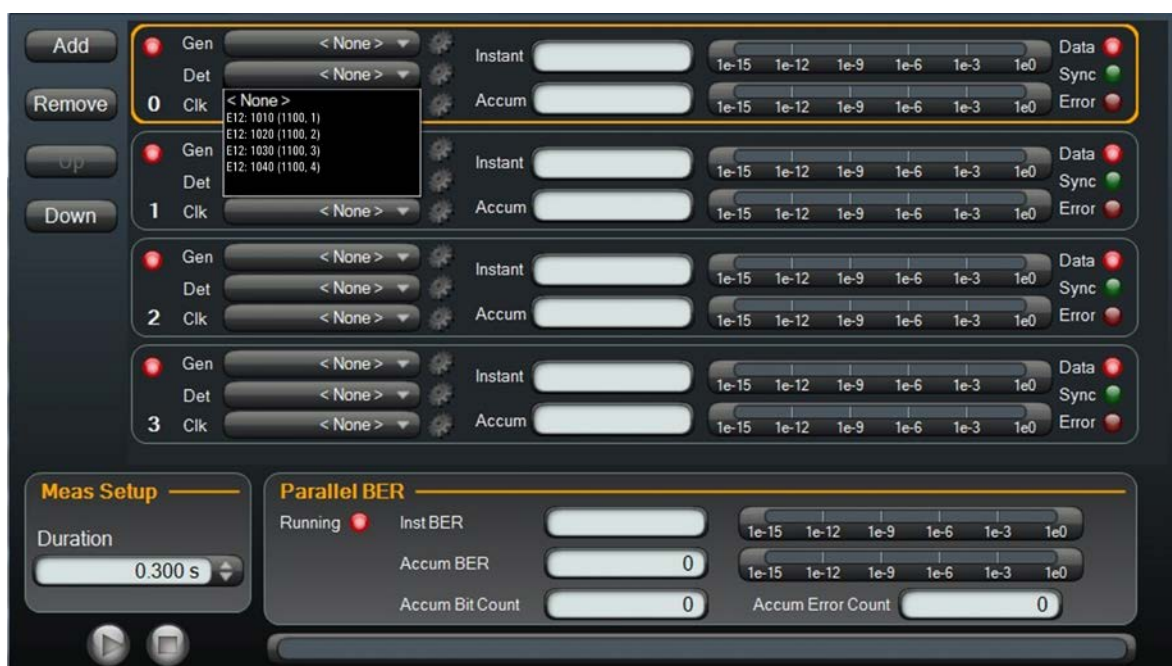 Add
Remove
Up
Down
Gen < None >
Det < None >
0 Clk
< None >
E12: 1010 (1100, 1)
E12: 1020 (1100, 2)
E12: 1030 (1100, 3)
E12: 1040 (1100, 4)
Instant
1e-15 1e-12 1e-9 1e-6 1e-3 1e0
Accum
1e-15 1e-12 1e-9 1e-6 1e-3 1e0
Data
Sync
Error
Gen
Det
1 Clk < None >
Instant
1e-15 1e-12 1e-9 1e-6 1e-3 1e0
Accum
1e-15 1e-12 1e-9 1e-6 1e-3 1e0
Data
Sync
Error
Gen < None >
Det < None >
2 Clk < None >
Instant
1e-15 1e-12 1e-9 1e-6 1e-3 1e0
Accum
1e-15 1e-12 1e-9 1e-6 1e-3 1e0
Data
Sync
Error
Gen < None >
Det < None >
3 Clk < None >
Instant
1e-15 1e-12 1e-9 1e-6 1e-3 1e0
Accum
1e-15 1e-12 1e-9 1e-6 1e-3 1e0
Data
Sync
Error
Meas Setup
Duration
0.300 s
Parallel BER
Running
Inst BER
1e-15 1e-12 1e-9 1e-6 1e-3 1e0
Accum BER 0
1e-15 1e-12 1e-9 1e-6 1e-3 1e0
Accum Bit Count 0
Accum Error Count 0